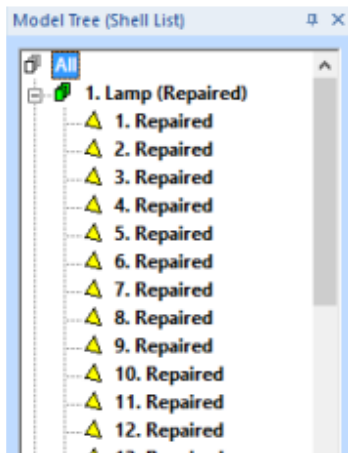 Model Tree (Shell List)
All
1. Lamp (Repaired)
1. Repaired
2. Repaired
3. Repaired
4. Repaired
5. Repaired
6. Repaired
7. Repaired
8. Repaired
9. Repaired
10. Repaired
11. Repaired
12. Repaired